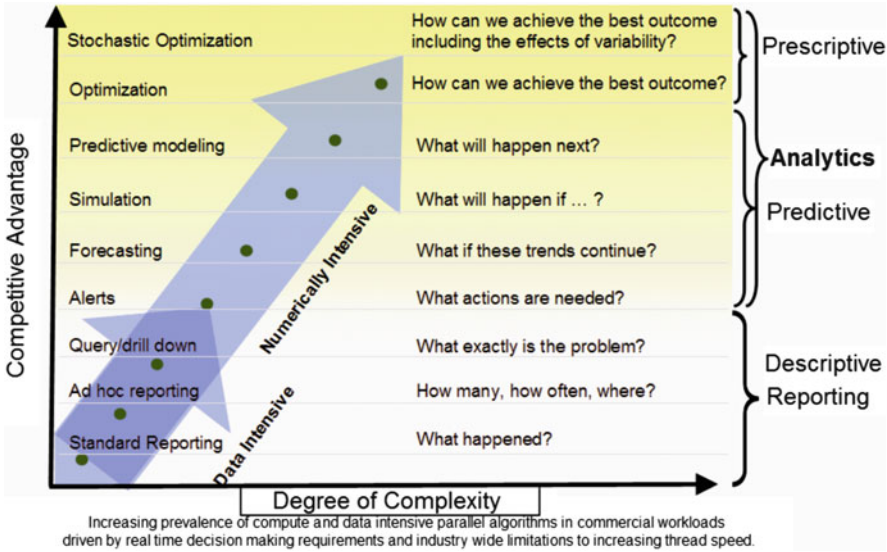 Competitive Advantage
Stochastic Optimization
How can we achieve the best outcome
including the effects of variability?
Prescriptive
Optimization
How can we achieve the best outcome?
Predictive modeling
What will happen next?
Analytics
Simulation
What will happen if … ?
Predictive
Forecasting
What if these trends continue?
Alerts
What actions are needed?
Numerically Intensive
Query/drill down
What exactly is the problem?
Descriptive
Reporting
Ad hoc reporting
How many, how often, where?
Standard Reporting
What happened?
Data Intensive
Degree of Complexity
Increasing prevalence of compute and data intensive parallel algorithms in commercial workloads
driven by real time decision making requirements and industry wide limitations to increasing thread speed.